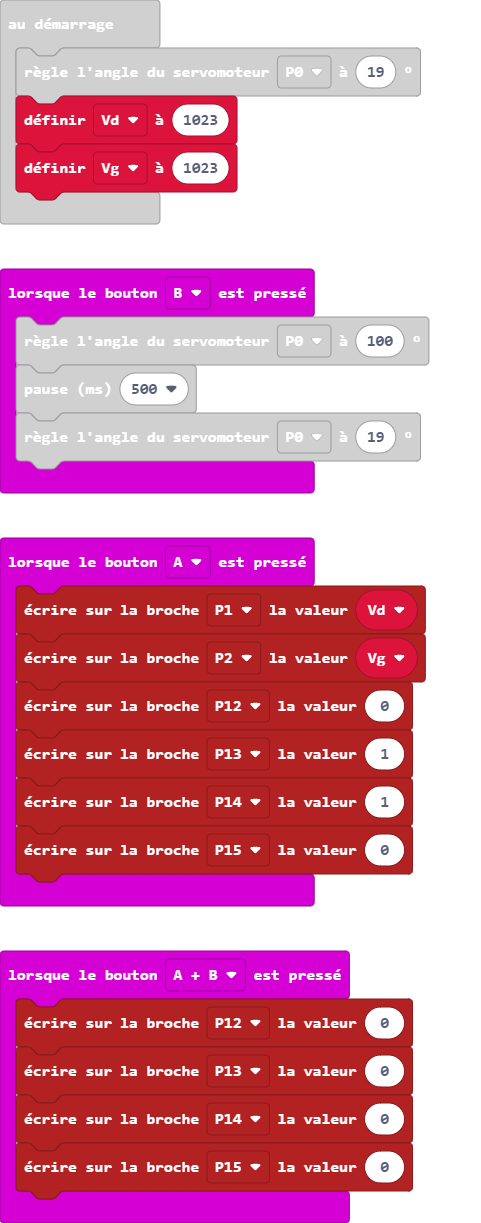 au démarrage
règle l'angle du servomoteur P0 à 19 °
définir Vd à 1023
définir Vg à 1023
lorsque le bouton B est pressé
règle l'angle du servomoteur P0 à 100 °
pause (ms) 500
règle l'angle du servomoteur P0 à 19 °
lorsque le bouton A est pressé
écrire sur la broche P1 la valeur Vd
écrire sur la broche P2 la valeur Vg
écrire sur la broche P12 la valeur 0
écrire sur la broche P13 la valeur 1
écrire sur la broche P14 la valeur 1
écrire sur la broche P15 la valeur 0
lorsque le bouton A + B est pressé
écrire sur la broche P12 la valeur 0
écrire sur la broche P13 la valeur 0
écrire sur la broche P14 la valeur 0
écrire sur la broche P15 la valeur 0